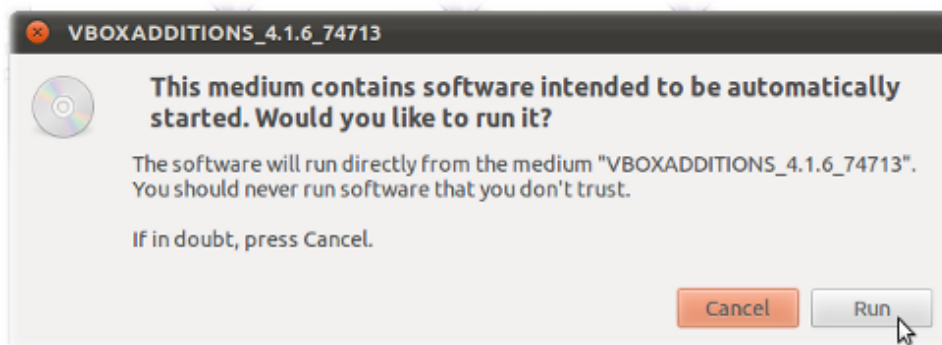 VBOXADDITIONS_4.1.6_74713
This medium contains software intended to be automatically
started. Would you like to run it?
The software will run directly from the medium "VBOXADDITIONS_4.1.6_74713".
You should never run software that you don't trust.
If in doubt, press Cancel.
Cancel Run